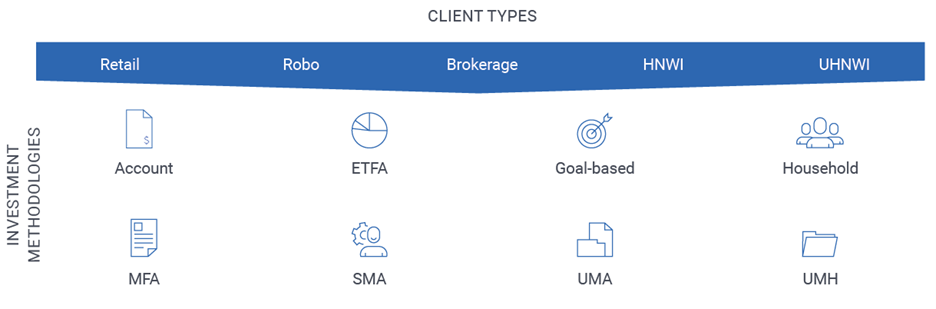 CLIENT TYPES
Retail Robo Brokerage HNWI UHNWI
INVESTMENT
METHODOLOGIES
$
Account ETFA Goal-based Household
MFA SMA UMA UMH